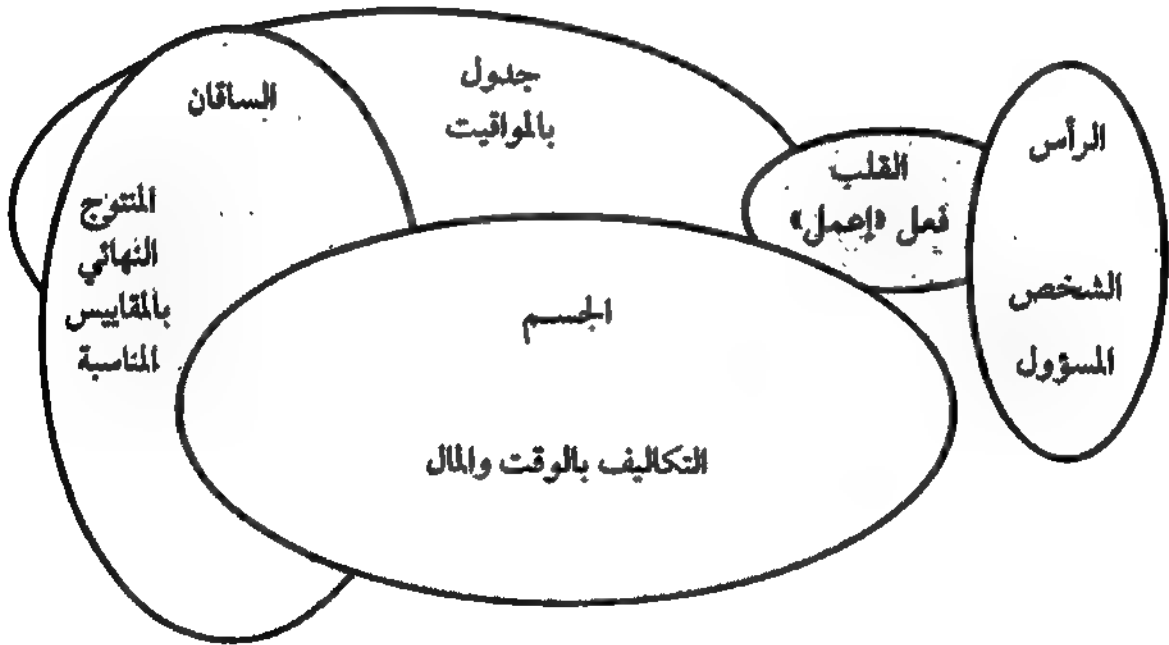 الرأس
الشخص
المسؤول
القلب
فعل «إعمل»
جدول
بالمواقيت
الساقان
المنتوج
النهائي
بالمقاييس
المناسبة
الجسم
التكاليف بالوقت والمال